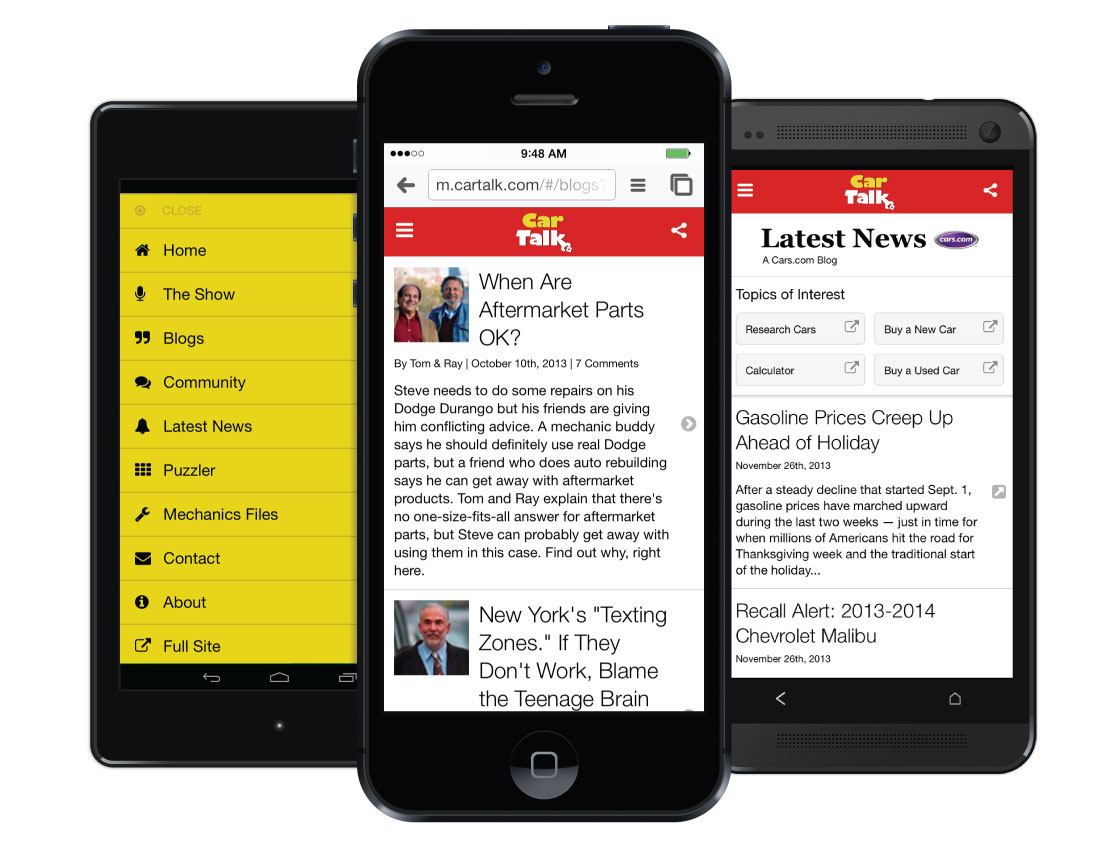 CLOSE
Home
The Show
Blogs
Community
Latest News
Puzzler
Mechanics Files
Contact
About
Full Site
9:48 AM
m.cartalk.com/#/blogs?
Car
Talk
When Are
Aftermarket Parts
OK?
By Tom & Ray | October 10th, 2013 | 7 Comments
Steve needs to do some repairs on his
Dodge Durango but his friends are giving
him conflicting advice. A mechanic buddy
says he should definitely use real Dodge
parts, but a friend who does auto rebuilding
says he can get away with aftermarket
products. Tom and Ray explain that there's
no one-size-fits-all answer for aftermarket
parts, but Steve can probably get away with
using them in this case. Find out why, right
here.
New York's "Texting
Zones." If They
Don't Work, Blame
the Teenage Brain
Car
Talk
Latest News cars.com
A Cars.com Blog
Topics of Interest
Research Cars Buy a New Car
Calculator Buy a Used Car
Gasoline Prices Creep Up
Ahead of Holiday
November 26th, 2013
After a steady decline that started Sept. 1,
gasoline prices have marched upward
during the last two weeks — just in time for
when millions of Americans hit the road for
Thanksgiving week and the traditional start
of the holiday...
Recall Alert: 2013-2014
Chevrolet Malibu
November 26th, 2013